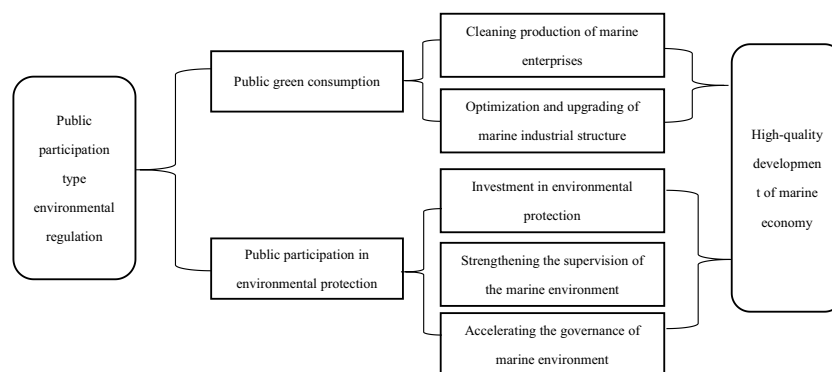 Public
participation
type
environmental
regulation
Public green consumption
Public participation in
environmental protection
Cleaning production of marine
enterprises
Optimization and upgrading of
marine industrial structure
Investment in environmental
protection
Strengthening the supervision of
the marine environment
Accelerating the governance of
marine environment
High-quality
developmen
t of marine
economy